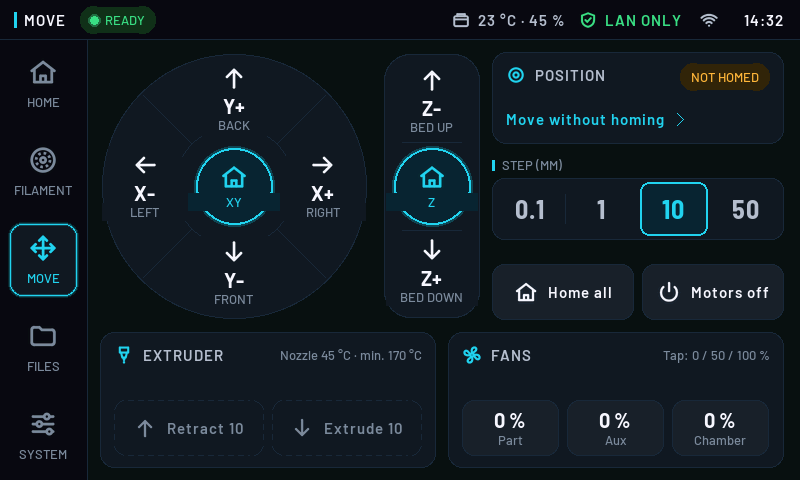 MOVE
READY
23 °C · 45 %
LAN ONLY
14:32
HOME
FILAMENT
MOVE
FILES
SYSTEM
Y+
BACK
X-
LEFT
XY
X+
RIGHT
Y-
FRONT
Z-
BED UP
Z
Z+
BED DOWN
POSITION
NOT HOMED
Move without homing
STEP (MM)
0.1
1
10
50
Home all
Motors off
EXTRUDER
Nozzle 45 °C · min. 170 °C
Retract 10
Extrude 10
FANS
Tap: 0 / 50 / 100 %
0 %
Part
0 %
Aux
0 %
Chamber